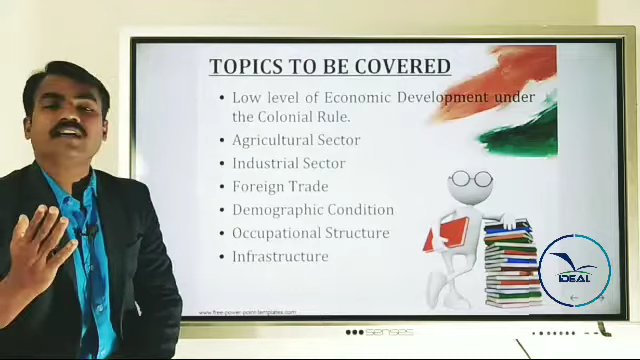 TOPICS TO BE COVERED
• Low level of Economic Development under
the Colonial Rule.
• Agricultural Sector
• Industrial Sector
• Foreign Trade
• Demographic Condition
• Occupational Structure
• Infrastructure
IDEAL
www.free-power-point-templates.com
senses